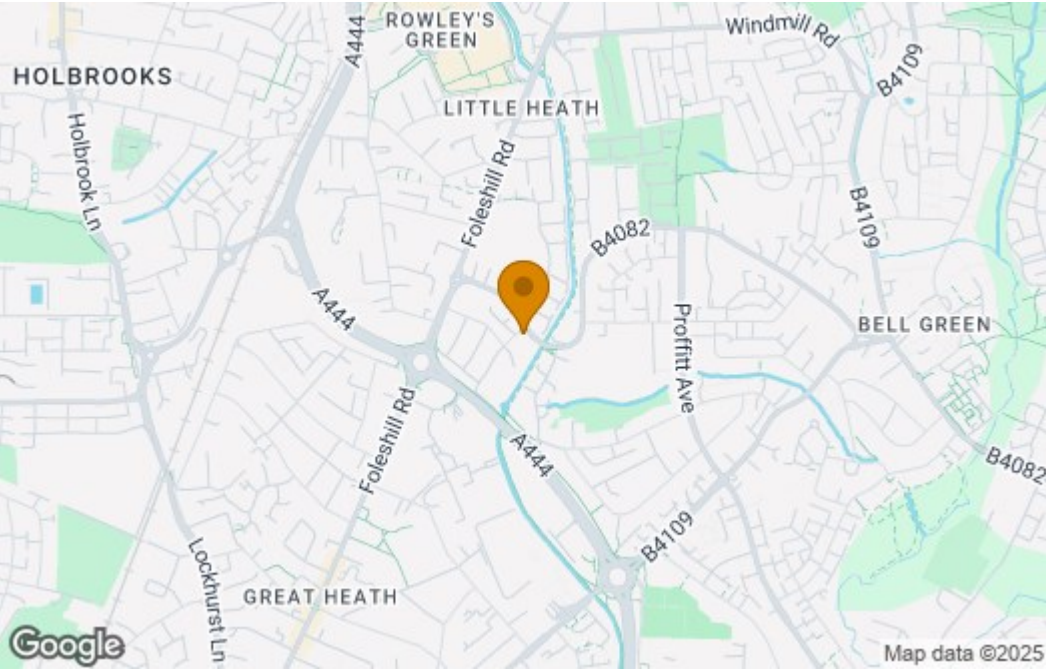 ROWLEY'S
GREEN
A444
Windmill Rd
B4109
HOLBROOKS
LITTLE HEATH
Holbrook Ln
Foleshill Rd
B4109
B4082
A444
Proffitt Ave
BELL GREEN
Foleshill Rd
A444
B4082
B4109
Lockhurst Ln
GREAT HEATH
Google
Map data ©2025